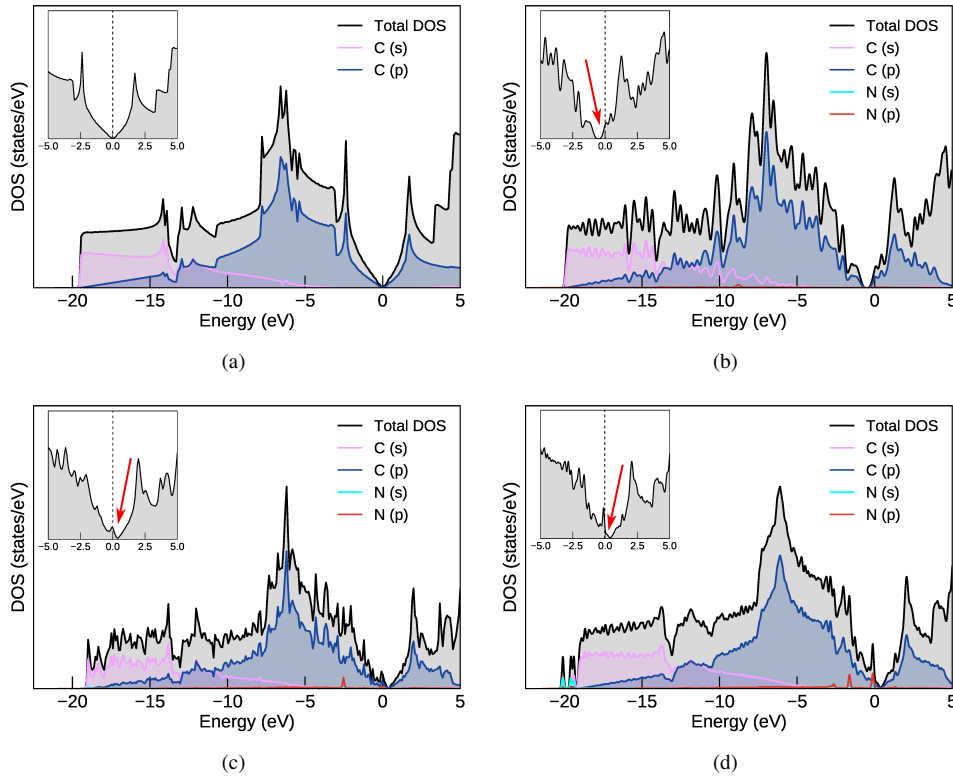 DOS (states/eV)
Total DOS
C (s)
C (p)
−5.0 −2.5 0.0 2.5 5.0
−20 −15 −10 −5 0 5
Energy (eV)
(a)
DOS (states/eV)
Total DOS
C (s)
C (p)
N (s)
N (p)
−5.0 −2.5 0.0 2.5 5.0
−20 −15 −10 −5 0 5
Energy (eV)
(b)
DOS (states/eV)
Total DOS
C (s)
C (p)
N (s)
N (p)
−5.0 −2.5 0.0 2.5 5.0
−20 −15 −10 −5 0 5
Energy (eV)
(c)
DOS (states/eV)
Total DOS
C (s)
C (p)
N (s)
N (p)
−5.0 −2.5 0.0 2.5 5.0
−20 −15 −10 −5 0 5
Energy (eV)
(d)